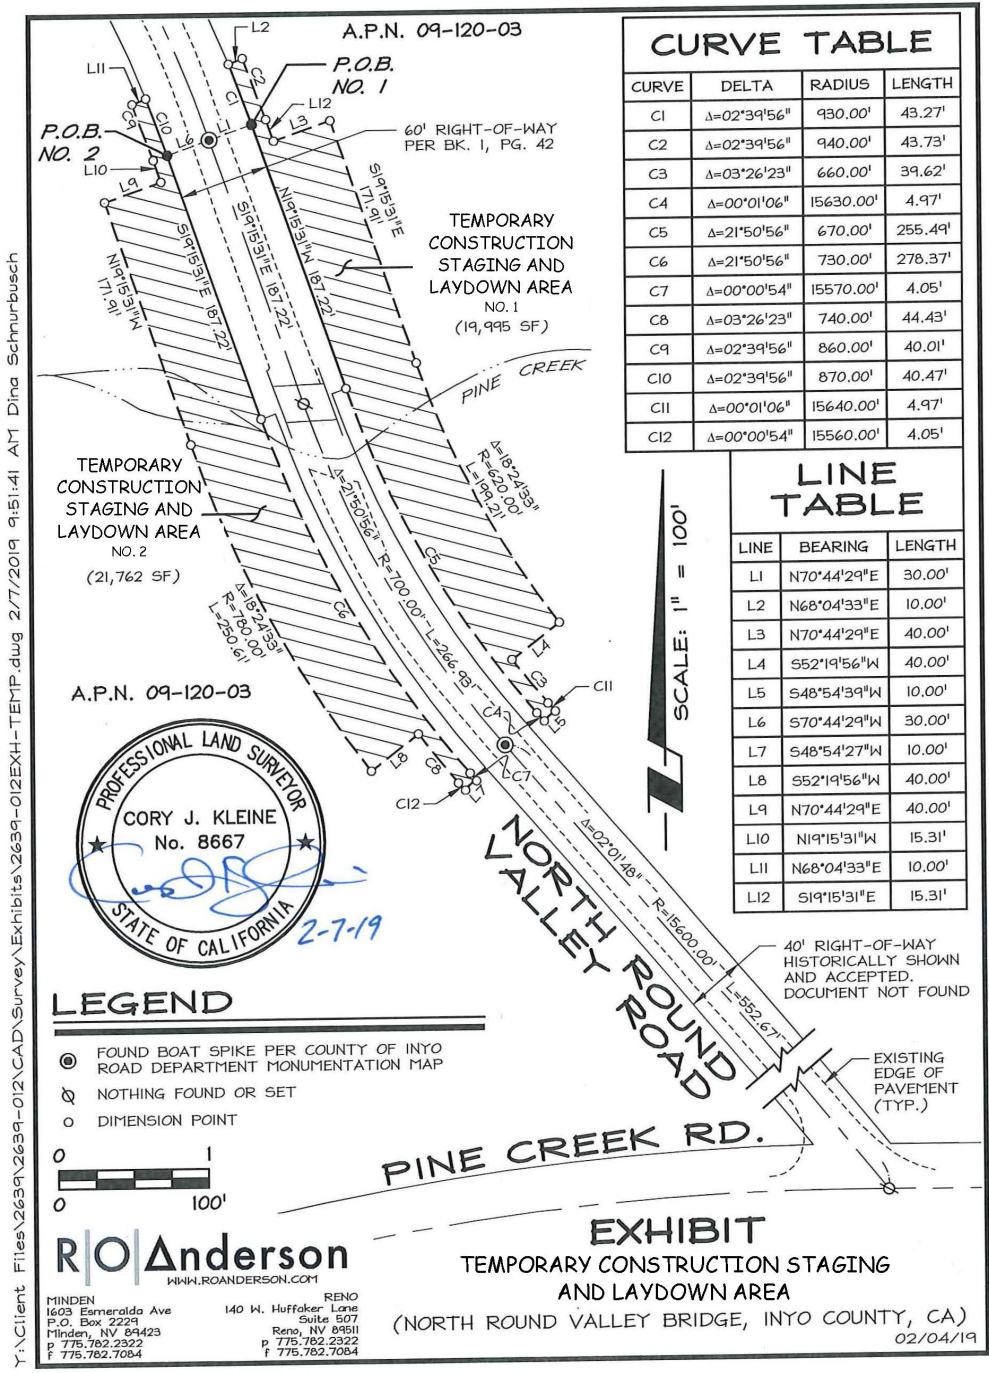 A.P.N. 09-120-03
L2
L11
C2
C1
P.O.B.
NO. 1
L12
L3
C9
C10
P.O.B.
NO. 2
L6
L1
L10
L9
60' RIGHT-OF-WAY
PER BK. 1, PG. 42
S19°15'31"E
171.91'
N19°15'31"W 187.22'
S19°15'31"E 187.22'
S19°15'31"E 187.22'
N19°15'31"W
171.91'
TEMPORARY
CONSTRUCTION
STAGING AND
LAYDOWN AREA
NO. 1
(19,995 SF)
PINE CREEK
TEMPORARY
CONSTRUCTION
STAGING AND
LAYDOWN AREA
NO. 2
(21,762 SF)
Δ=18°24'33"
R=620.00'
L=199.21'
Δ=21°50'56"
R=700.00'
L=266.93'
C5
C6
Δ=18°24'33"
R=780.00'
L=250.61'
L4
C3
C11
L5
C4
C7
L8
C8
L7
C12
A.P.N. 09-120-03
PROFESSIONAL LAND SURVEYOR
CORY J. KLEINE
No. 8667
STATE OF CALIFORNIA
2-7-19
CURVE TABLE
CURVE DELTA RADIUS LENGTH
C1 Δ=02°39'56" 930.00' 43.27'
C2 Δ=02°39'56" 940.00' 43.73'
C3 Δ=03°26'23" 660.00' 39.62'
C4 Δ=00°01'06" 15630.00' 4.97'
C5 Δ=21°50'56" 670.00' 255.49'
C6 Δ=21°50'56" 730.00' 278.37'
C7 Δ=00°00'54" 15570.00' 4.05'
C8 Δ=03°26'23" 740.00' 44.43'
C9 Δ=02°39'56" 860.00' 40.01'
C10 Δ=02°39'56" 870.00' 40.47'
C11 Δ=00°01'06" 15640.00' 4.97'
C12 Δ=00°00'54" 15560.00' 4.05'
LINE
TABLE
LINE BEARING LENGTH
L1 N70°44'29"E 30.00'
L2 N68°04'33"E 10.00'
L3 N70°44'29"E 40.00'
L4 S52°19'56"W 40.00'
L5 S48°54'39"W 10.00'
L6 S70°44'29"W 30.00'
L7 S48°54'27"W 10.00'
L8 S52°19'56"W 40.00'
L9 N70°44'29"E 40.00'
L10 N19°15'31"W 15.31'
L11 N68°04'33"E 10.00'
L12 S19°15'31"E 15.31'
SCALE: 1" = 100'
Δ=02°01'48"
R=15600.00'
L=552.67'
NORTH ROUND
VALLEY ROAD
40' RIGHT-OF-WAY
HISTORICALLY SHOWN
AND ACCEPTED.
DOCUMENT NOT FOUND
EXISTING
EDGE OF
PAVEMENT
(TYP.)
PINE CREEK RD.
LEGEND
FOUND BOAT SPIKE PER COUNTY OF INYO
ROAD DEPARTMENT MONUMENTATION MAP
NOTHING FOUND OR SET
DIMENSION POINT
0 1
0 100'
R|O|Anderson
WWW.ROANDERSON.COM
MINDEN
1603 Esmeralda Ave
P.O. Box 2229
Minden, NV 89423
p 775.782.2322
f 775.782.7084
RENO
140 W. Huffaker Lane
Suite 507
Reno, NV 89511
p 775.782.2322
f 775.782.7084
EXHIBIT
TEMPORARY CONSTRUCTION STAGING
AND LAYDOWN AREA
(NORTH ROUND VALLEY BRIDGE, INYO COUNTY, CA)
02/04/19
Y:\Client Files\2639\2639-012\CAD\Survey\Exhibits\2639-012EXH-TEMP.dwg 2/7/2019 9:51:41 AM Dina Schnurbusch